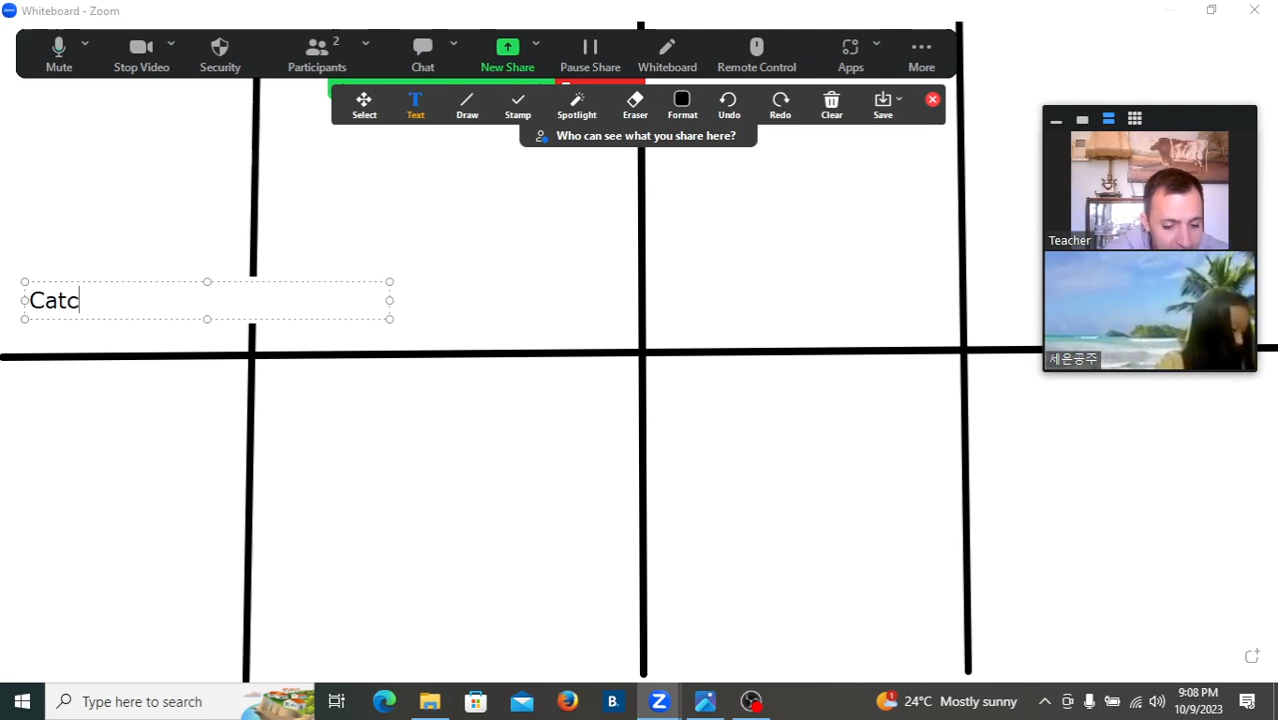 Whiteboard - Zoom
Mute
Stop Video
Security
Participants
2
Chat
New Share
Pause Share
Whiteboard
Remote Control
Apps
More
Select
Text
Draw
Stamp
Spotlight
Eraser
Format
Undo
Redo
Clear
Save
Who can see what you share here?
Teacher
세은공주
Catc
Type here to search
B.
1
24°C Mostly sunny
9:08 PM
10/9/2023